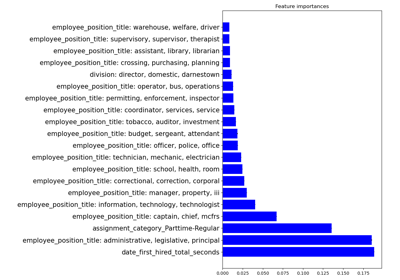 Feature importances
employee_position_title: warehouse, welfare, driver
employee_position_title: supervisory, supervisor, therapist
employee_position_title: assistant, library, librarian
employee_position_title: crossing, purchasing, planning
division: director, domestic, darnestown
employee_position_title: operator, bus, operations
employee_position_title: permitting, enforcement, inspector
employee_position_title: coordinator, services, service
employee_position_title: tobacco, auditor, investment
employee_position_title: budget, sergeant, attendant
employee_position_title: officer, police, office
employee_position_title: technician, mechanic, electrician
employee_position_title: school, health, room
employee_position_title: correctional, correction, corporal
employee_position_title: manager, property, iii
employee_position_title: information, technology, technologist
employee_position_title: captain, chief, mcfrs
assignment_category_Parttime-Regular
employee_position_title: administrative, legislative, principal
date_first_hired_total_seconds
0.000 0.025 0.050 0.075 0.100 0.125 0.150 0.175